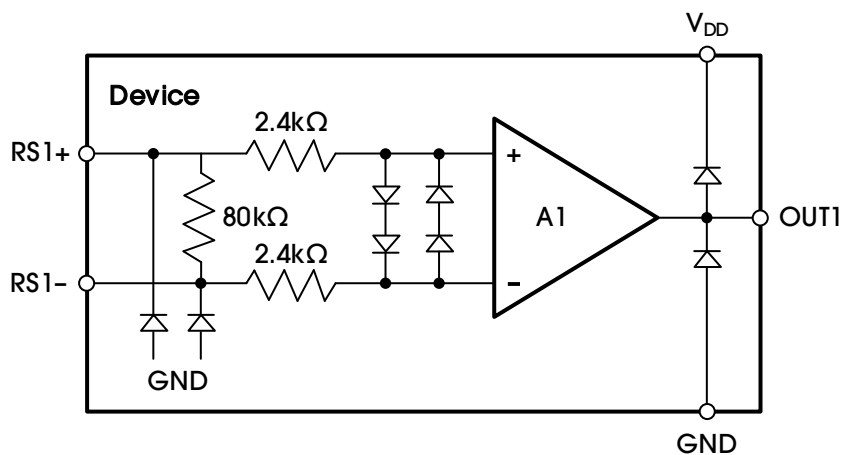 V_DD
Device
2.4kΩ
RS1+
+
80kΩ
A1
OUT1
2.4kΩ
RS1–
–
GND
GND